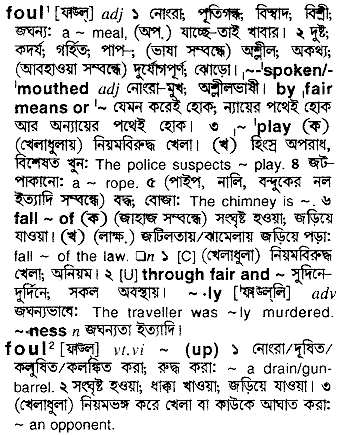 foul¹ [ফাউল্] adj ১ নোংরা; পূতিগন্ধ; বিস্বাদ; বিশ্রী;
জঘন্য: a ~ meal, (অপ.) যাচ্ছে-তাই খাবার। ২ দুষ্ট;
কদর্য; গর্হিত; পাপ-; (ভাষা সম্বন্ধে) অশ্লীল; অকথ্য;
(আবহাওয়া সম্বন্ধে) দুর্যোগপূর্ণ; ঝোড়ো। ˌ~-ˈspoken/-
ˈmouthed adj নোংরা-মুখ; অশ্লীলভাষী। by ˌfair
means or ˈ~ যেমন করেই হোক; ন্যায়ের পথেই হোক
আর অন্যায়ের পথেই হোক। ৩ ˌ~ ˈplay (ক)
(খেলাধুলায়) নিয়মবিরুদ্ধ খেলা। (খ) হিংস্র অপরাধ,
বিশেষত খুন: The police suspects ~ play. ৪ জট-
পাকানো: a ~ rope. ৫ (পাইপ, নালি, বন্দুকের নল
ইত্যাদি সম্বন্ধে) বদ্ধ; বোজা: The chimney is ~. ৬
fall ~ of (ক) (জাহাজ সম্বন্ধে) সংঘৃষ্ট হওয়া; জড়িয়ে
যাওয়া। (খ) (লাক্ষ.) জটিলতায়/ঝামেলায় জড়িয়ে পড়া:
fall ~ of the law. ❑n ১ [C] (খেলাধুলা) নিয়মবিরুদ্ধ
খেলা; অনিয়ম। ২ [U] through fair and ~ সুদিনে-
দুর্দিনে; সকল অবস্থায়। ~·ly [ˈফাউল্‌লি] adv
জঘন্যভাবে: The traveller was ~ly murdered.
~·ness n জঘন্যতা ইত্যাদি।
foul² [ফাউল্] vt,vi ~ (up) ১ নোংরা/দূষিত/
কলুষিত/কলঙ্কিত করা; রুদ্ধ করা: ~ a drain/gun-
barrel. ২ সংঘৃষ্ট হওয়া; ধাক্কা খাওয়া; জড়িয়ে যাওয়া। ৩
(খেলাধুলা) নিয়মভঙ্গ করে খেলা বা কাউকে আঘাত করা:
~ an opponent.